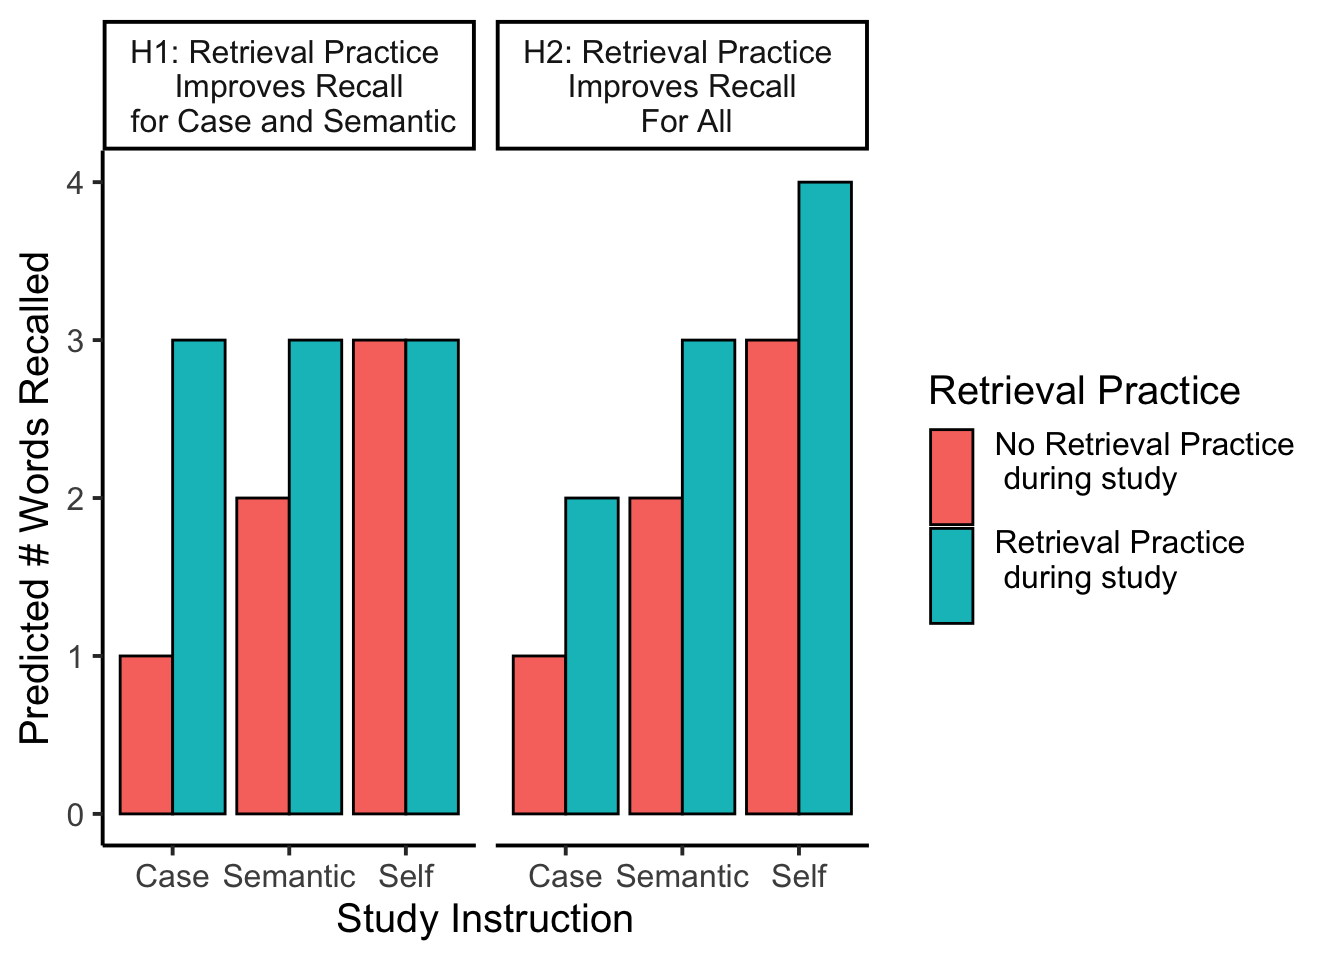 H1: Retrieval Practice
Improves Recall
for Case and Semantic
H2: Retrieval Practice
Improves Recall
For All
4
3
2
1
0
Predicted # Words Recalled
Case Semantic Self
Case Semantic Self
Study Instruction
Retrieval Practice
No Retrieval Practice
during study
Retrieval Practice
during study